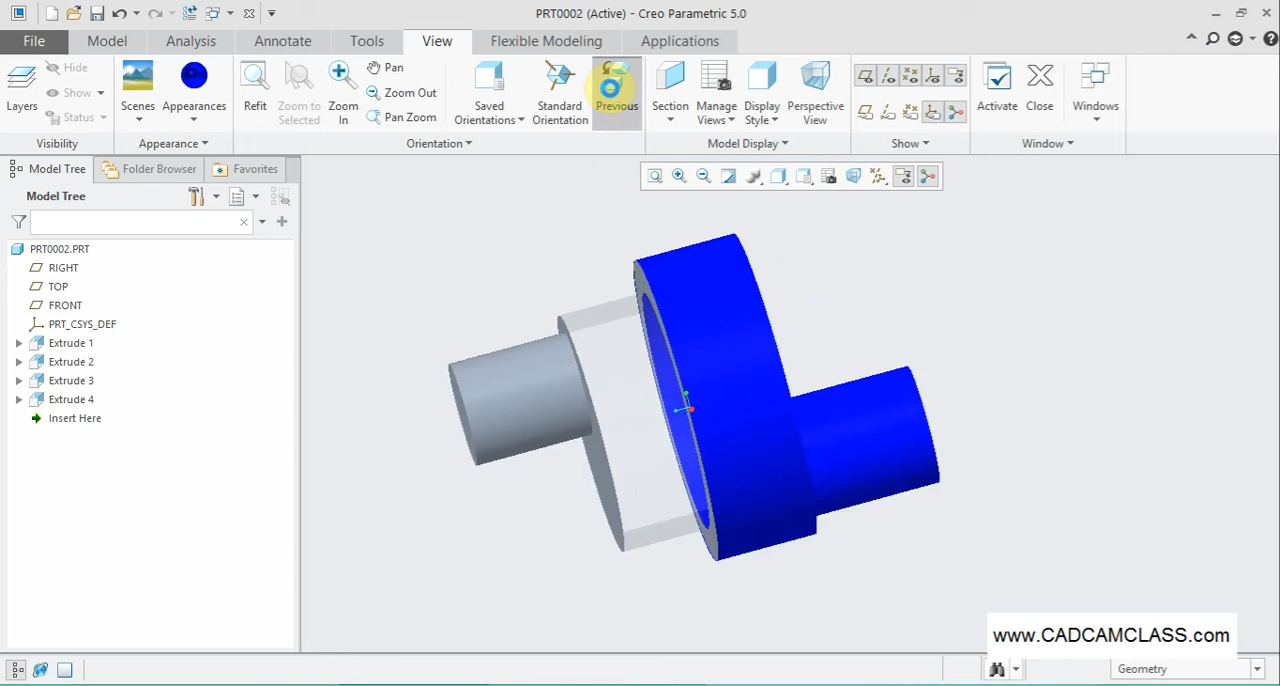 PRT0002 (Active) - Creo Parametric 5.0
File Model Analysis Annotate Tools View Flexible Modeling Applications
Layers
Hide
Show
Status
Visibility
Scenes
Appearances
Appearance
Refit
Zoom to Selected
Zoom In
Pan
Zoom Out
Pan Zoom
Saved Orientations
Standard Orientation
Previous
Orientation
Section
Manage Views
Display Style
Perspective View
Model Display
Show
Activate
Close
Windows
Window
Model Tree Folder Browser Favorites
Model Tree
PRT0002.PRT
RIGHT
TOP
FRONT
PRT_CSYS_DEF
Extrude 1
Extrude 2
Extrude 3
Extrude 4
Insert Here
www.CADCAMCLASS.com
Geometry